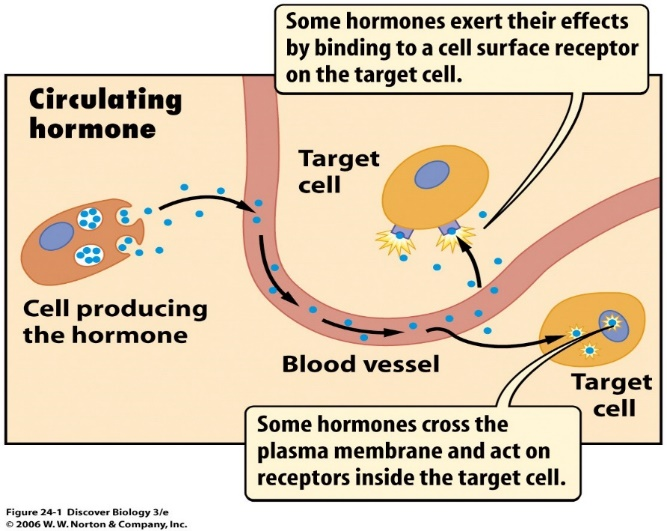 Some hormones exert their effects
by binding to a cell surface receptor
on the target cell.
Circulating
hormone
Target
cell
Cell producing
the hormone
Blood vessel
Target
cell
Some hormones cross the
plasma membrane and act on
receptors inside the target cell.
Figure 24-1 Discover Biology 3/e
© 2006 W. W. Norton & Company, Inc.